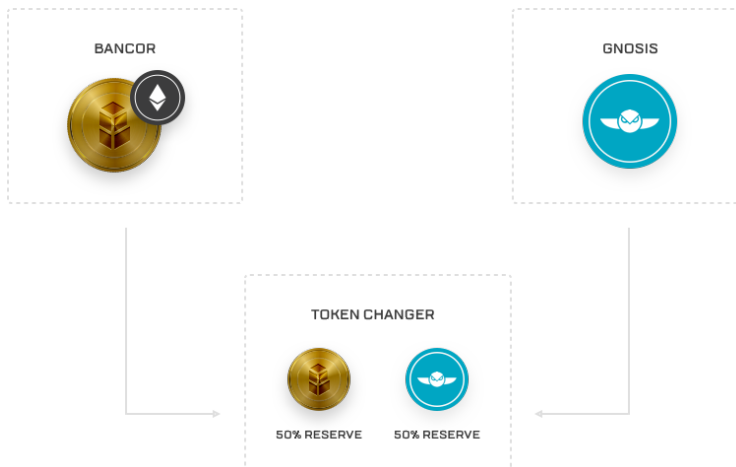 BANCOR
GNOSIS
TOKEN CHANGER
50% RESERVE
50% RESERVE